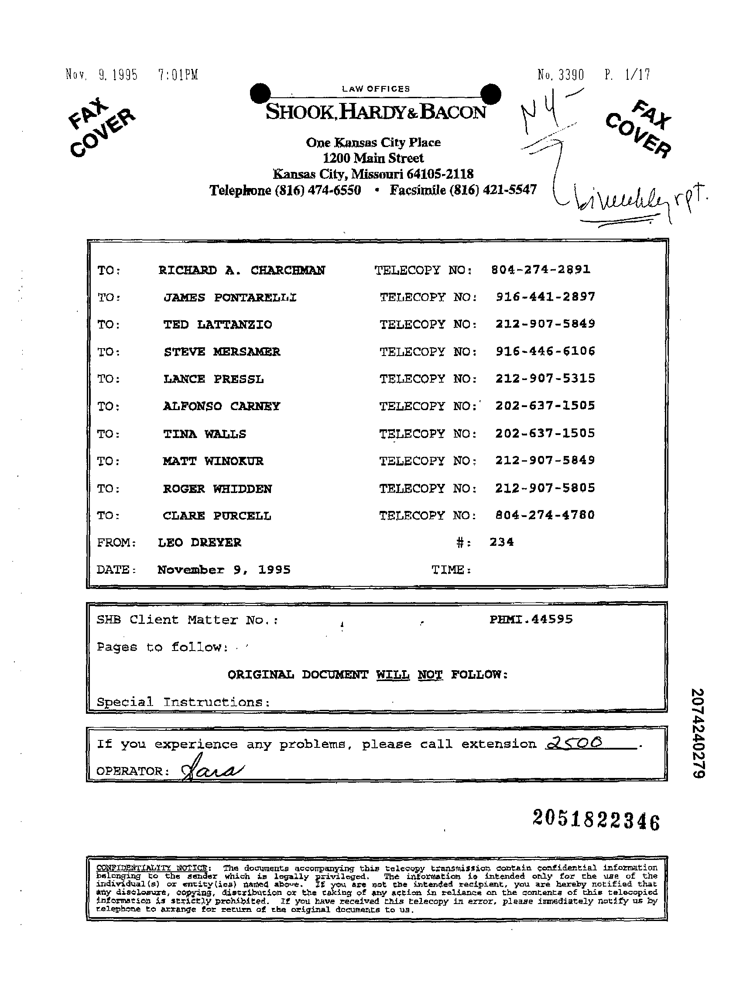 Nov. 9. 1995 7:01PM No. 3390 P. 1/17
FAX COVER
LAW OFFICES
FAX COVER
SHOOK, HARDY & BACON
NY-
One Kansas City Place
1200 Main Street
Kansas City, Missouri 64105-2118
Telephone (816) 474-6550 • Facsimile (816) 421-5547
bimonthly rpt.
TO: RICHARD A. CHARCHMAN TELECOPY NO: 804-274-2891
TO: JAMES PONTARELLI TELECOPY NO: 916-441-2897
TO: TED LATTANZIO TELECOPY NO: 212-907-5849
TO: STEVE MERSAMER TELECOPY NO: 916-446-6106
TO: LANCE PRESSL TELECOPY NO: 212-907-5315
TO: ALFONSO CARNEY TELECOPY NO: 202-637-1505
TO: TINA WALLS TELECOPY NO: 202-637-1505
TO: MATT WINOKUR TELECOPY NO: 212-907-5849
TO: ROGER WHIDDEN TELECOPY NO: 212-907-5805
TO: CLARE PURCELL TELECOPY NO: 804-274-4780
FROM: LEO DREYER #: 234
DATE: November 9, 1995 TIME:
SHB Client Matter No.: PHMI.44595
Pages to follow:
ORIGINAL DOCUMENT WILL NOT FOLLOW:
Special Instructions:
If you experience any problems, please call extension 2500.
OPERATOR: Sara
2074240279
2051822346
CONFIDENTIALITY NOTICE: The documents accompanying this telecopy transmission contain confidential information
belonging to the sender which is legally privileged. The information is intended only for the use of the
individual(s) or entity(ies) named above. If you are not the intended recipient, you are hereby notified that
any disclosure, copying, distribution or the taking of any action in reliance on the contents of this telecopied
information is strictly prohibited. If you have received this telecopy in error, please immediately notify us by
telephone to arrange for return of the original documents to us.